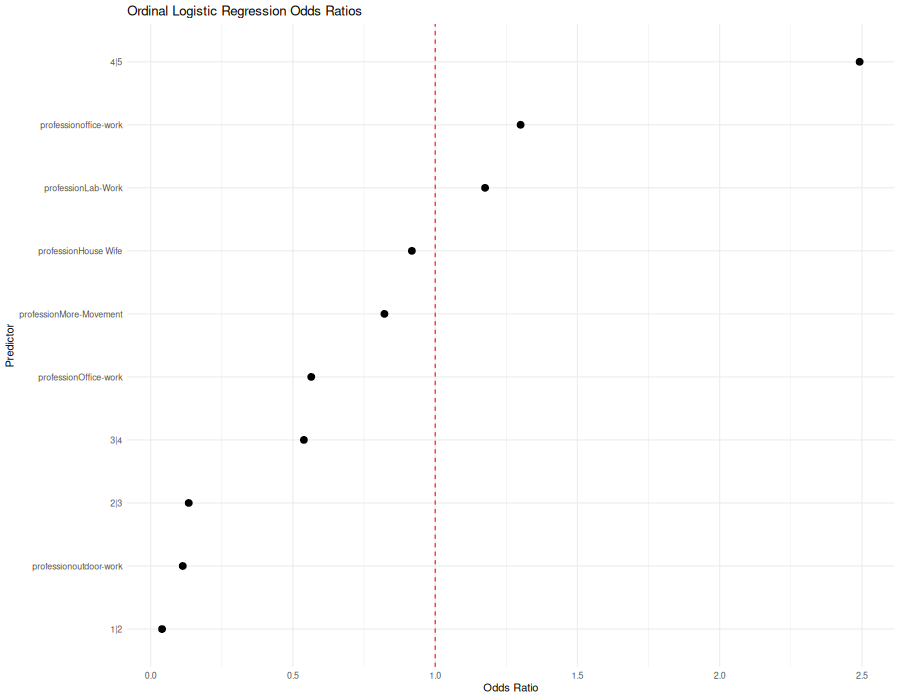 Ordinal Logistic Regression Odds Ratios
4|5
professionoffice-work
professionLab-Work
professionHouse Wife
professionMore-Movement
professionOffice-work
3|4
2|3
professionoutdoor-work
1|2
Predictor
0.0 0.5 1.0 1.5 2.0 2.5
Odds Ratio